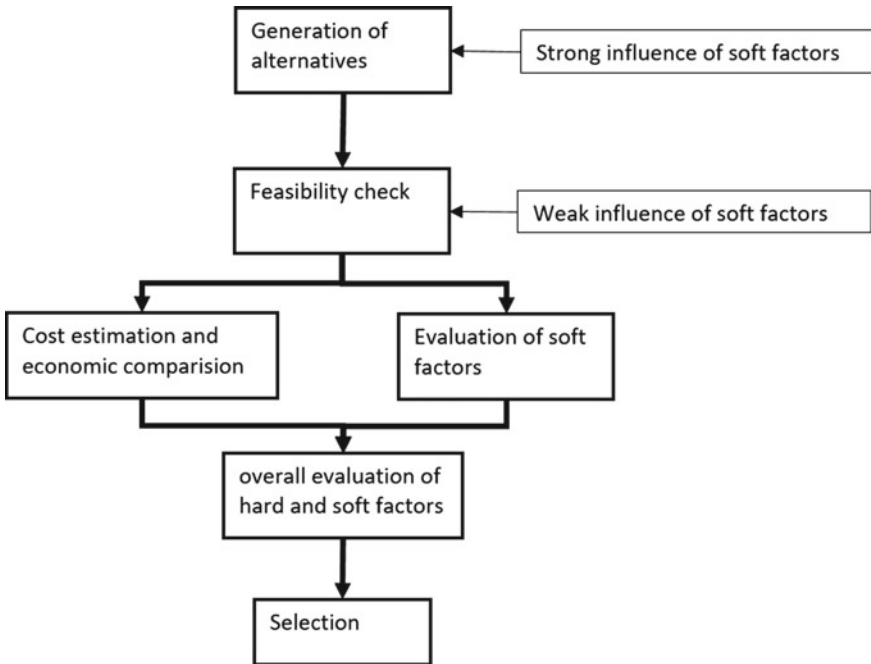 Generation of
alternatives
Strong influence of soft factors
Feasibility check
Weak influence of soft factors
Cost estimation and
economic comparision
Evaluation of soft
factors
overall evaluation of
hard and soft factors
Selection